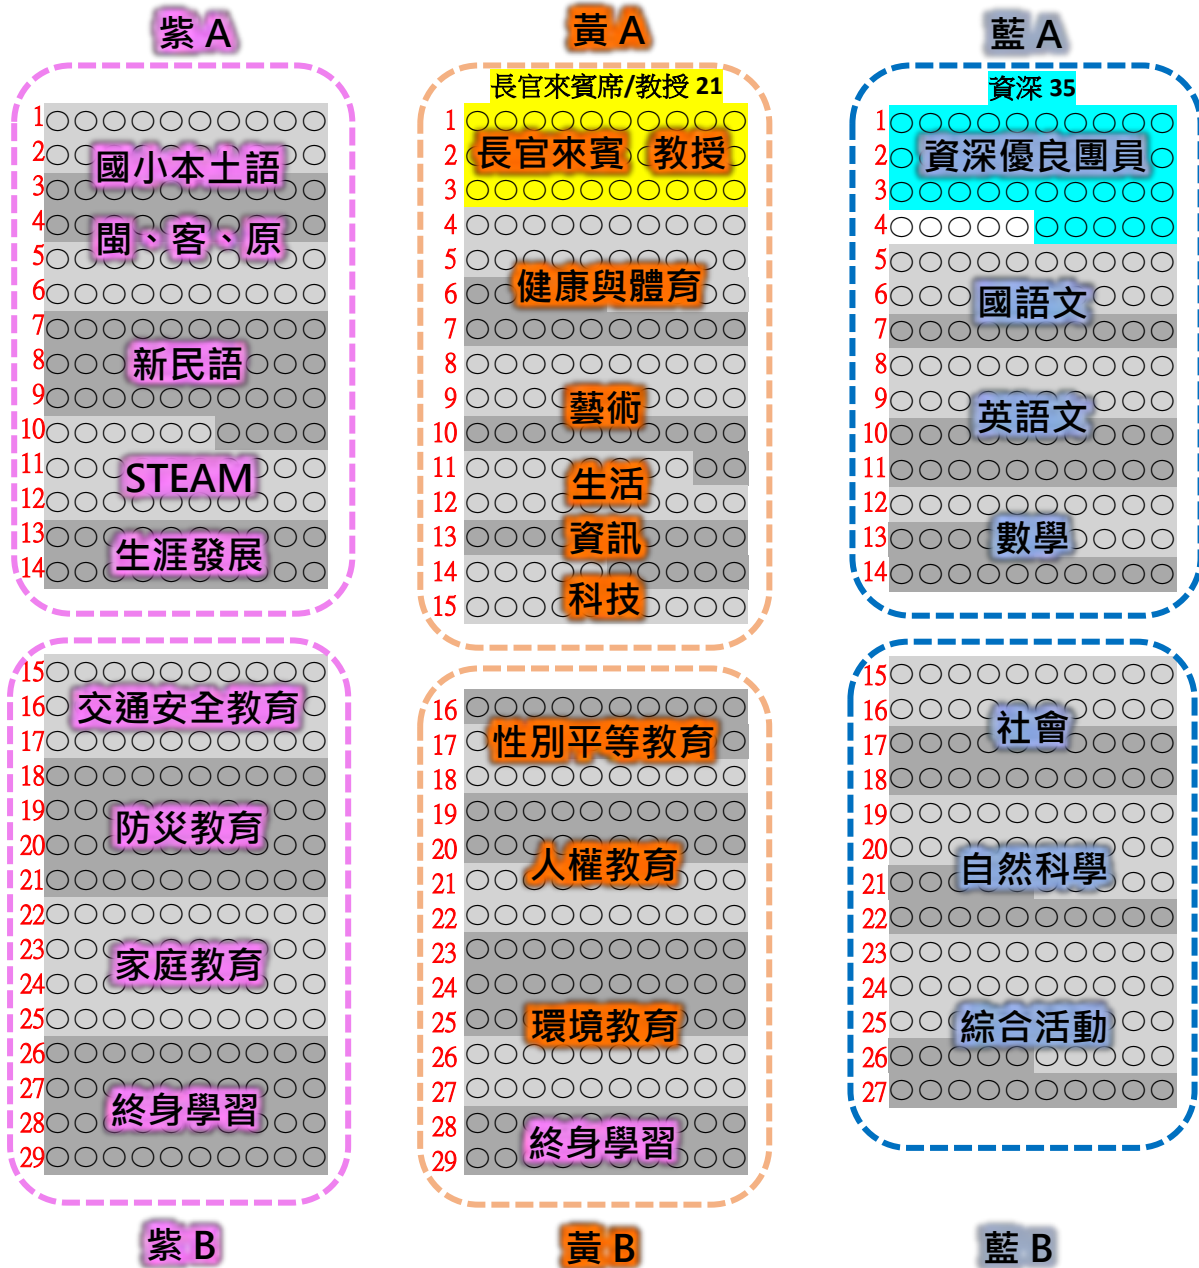 紫 A
1
2
國小本土語
3
4
閩、客、原
5
6
7
8
新民語
9
10
11
STEAM
12
13
生涯發展
14
15
16
交通安全教育
17
18
19
防災教育
20
21
22
23
家庭教育
24
25
26
27
終身學習
28
29
紫 B
黃 A
長官來賓席/教授 21
1
2
長官來賓 教授
3
4
5
健康與體育
6
7
8
9
藝術
10
11
生活
12
13
資訊
14
科技
15
16
17
性別平等教育
18
19
20
人權教育
21
22
23
24
25
環境教育
26
27
28
終身學習
29
黃 B
藍 A
資深 35
1
2
資深優良團員
3
4
5
6
國語文
7
8
9
英語文
10
11
12
13
數學
14
15
16
社會
17
18
19
20
自然科學
21
22
23
24
25
綜合活動
26
27
藍 B